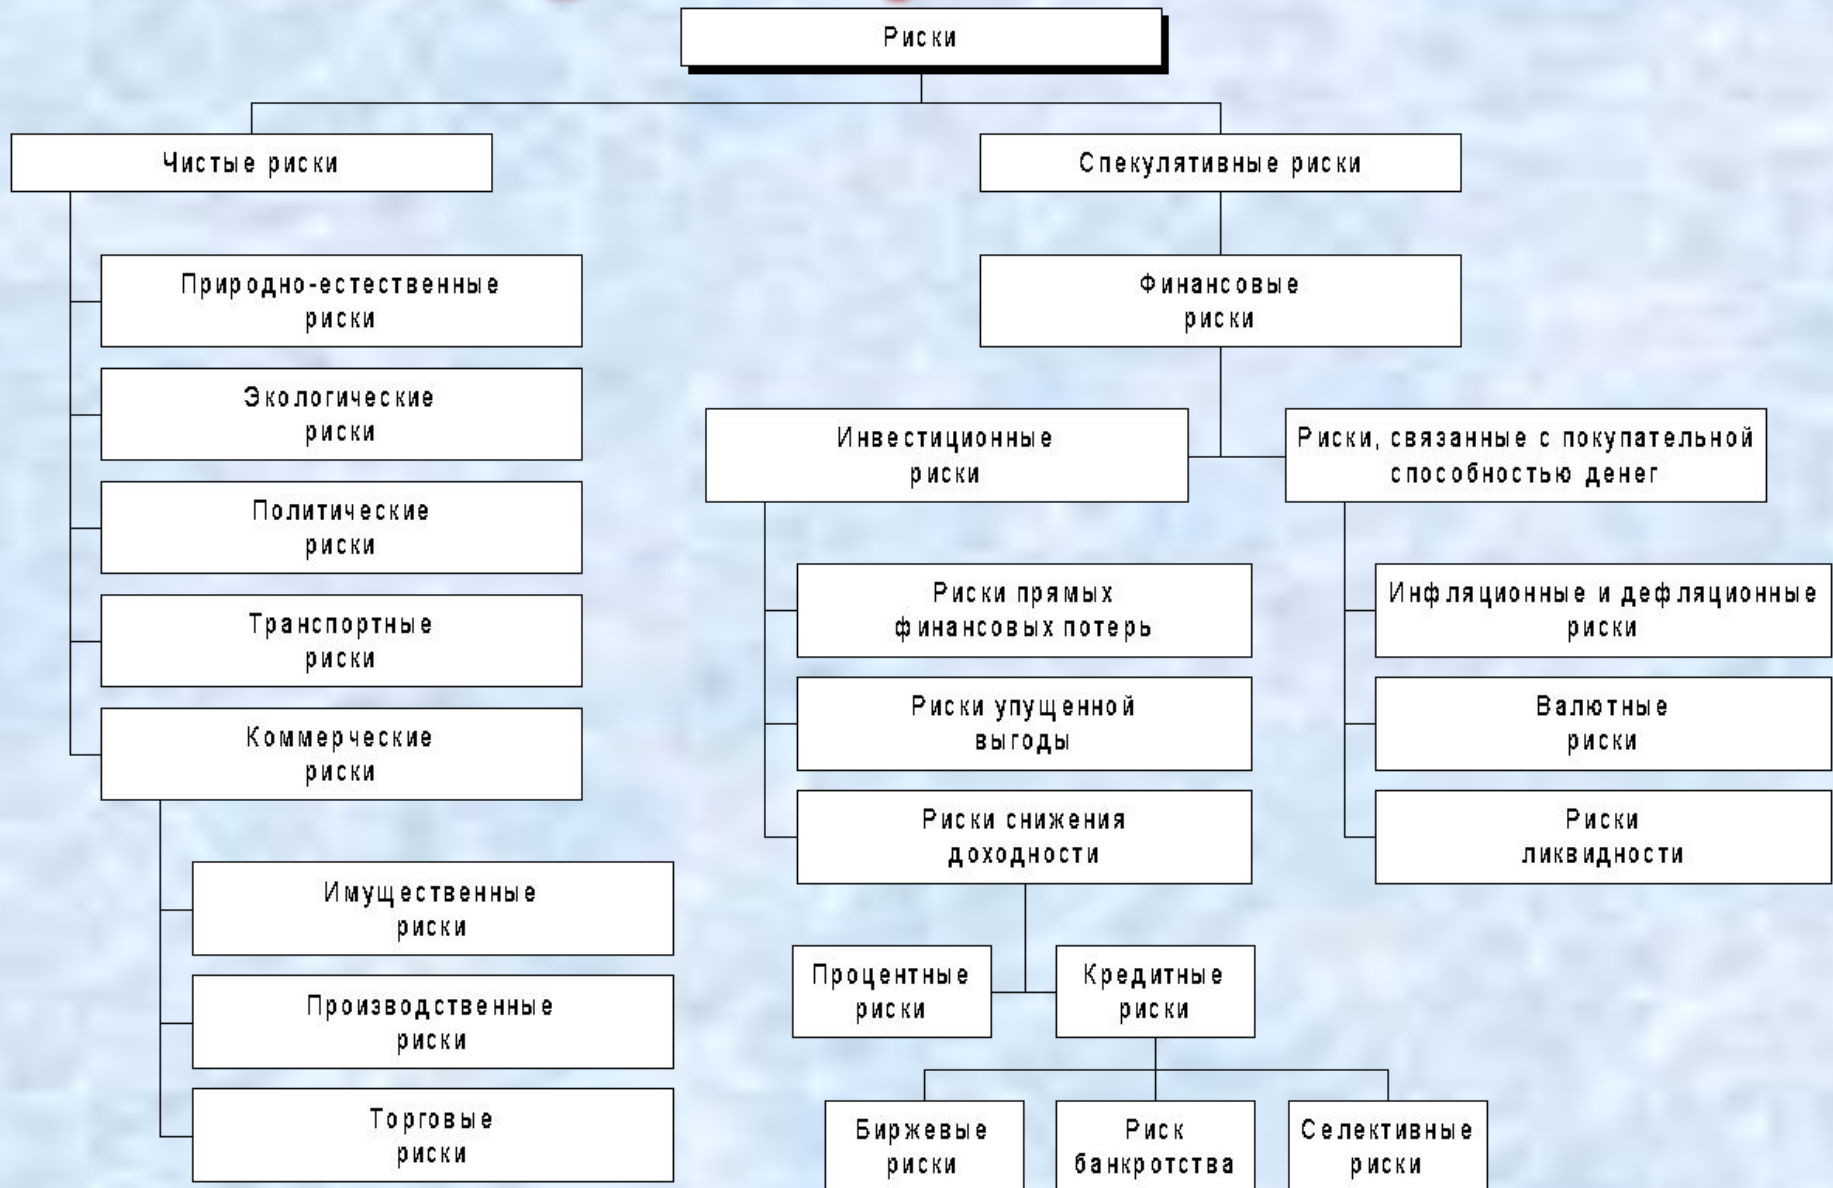 Риски
Чистые риски
Спекулятивные риски
Природно-естественные
риски
Финансовые
риски
Экологические
риски
Инвестиционные
риски
Риски, связанные с покупательной
способностью денег
Политические
риски
Транспортные
риски
Риски прямых
финансовых потерь
Инфляционные и дефляционные
риски
Коммерческие
риски
Риски упущенной
выгоды
Валютные
риски
Риски снижения
доходности
Риски
ликвидности
Имущественные
риски
Производственные
риски
Торговые
риски
Процентные
риски
Кредитные
риски
Биржевые
риски
Риск
банкротства
Селективные
риски